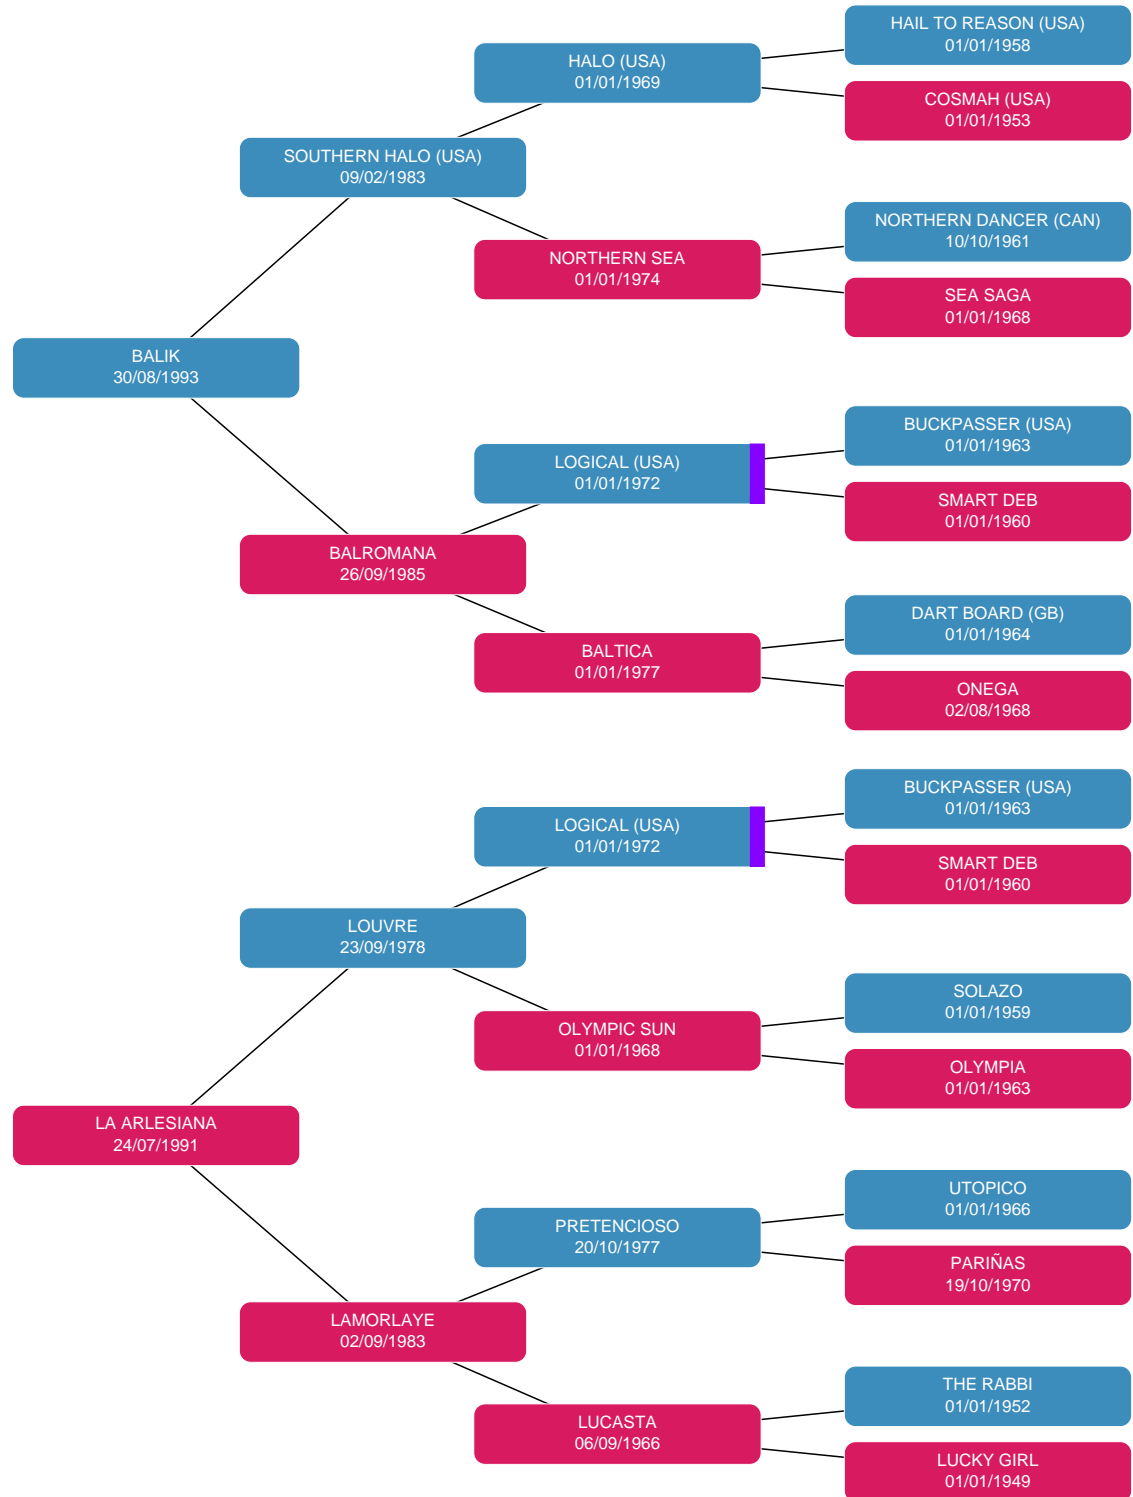 HAIL TO REASON (USA)
01/01/1958
HALO (USA)
01/01/1969
COSMAH (USA)
01/01/1953
SOUTHERN HALO (USA)
09/02/1983
NORTHERN DANCER (CAN)
10/10/1961
NORTHERN SEA
01/01/1974
SEA SAGA
01/01/1968
BALIK
30/08/1993
BUCKPASSER (USA)
01/01/1963
LOGICAL (USA)
01/01/1972
SMART DEB
01/01/1960
BALROMANA
26/09/1985
DART BOARD (GB)
01/01/1964
BALTICA
01/01/1977
ONEGA
02/08/1968
BUCKPASSER (USA)
01/01/1963
LOGICAL (USA)
01/01/1972
SMART DEB
01/01/1960
LOUVRE
23/09/1978
SOLAZO
01/01/1959
OLYMPIC SUN
01/01/1968
OLYMPIA
01/01/1963
LA ARLESIANA
24/07/1991
UTOPICO
01/01/1966
PRETENCIOSO
20/10/1977
PARIÑAS
19/10/1970
LAMORLAYE
02/09/1983
THE RABBI
01/01/1952
LUCASTA
06/09/1966
LUCKY GIRL
01/01/1949